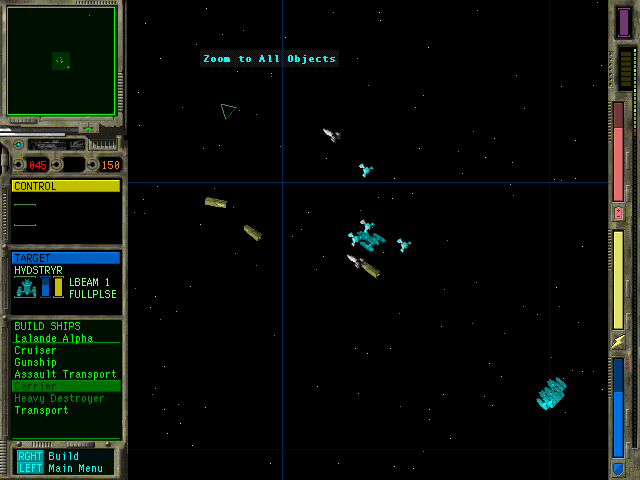 Zoom to All Objects
045 150
CONTROL
TARGET
HVDSTRYR
LBEAM 1
FULLPLSE
BUILD SHIPS
Lalande Alpha
Cruiser
Gunship
Assault Transport
Carrier
Heavy Destroyer
Transport
RGHT Build
LEFT Main Menu